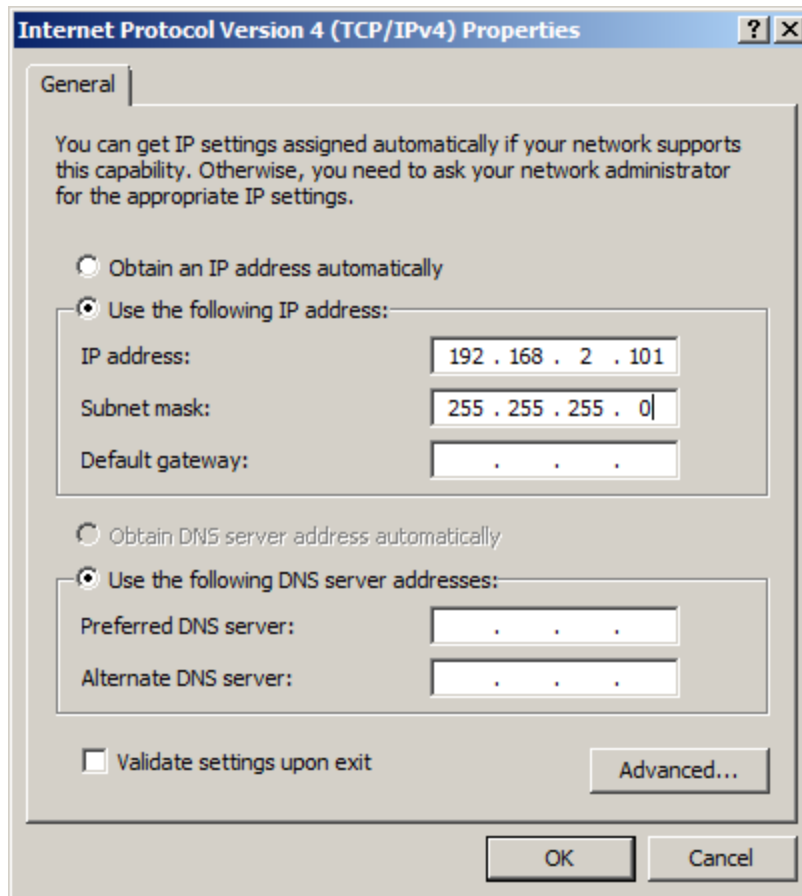 Internet Protocol Version 4 (TCP/IPv4) Properties
General
You can get IP settings assigned automatically if your network supports
this capability. Otherwise, you need to ask your network administrator
for the appropriate IP settings.
Obtain an IP address automatically
Use the following IP address:
IP address: 192 . 168 . 2 . 101
Subnet mask: 255 . 255 . 255 . 0
Default gateway: . . .
Obtain DNS server address automatically
Use the following DNS server addresses:
Preferred DNS server: . . .
Alternate DNS server: . . .
Validate settings upon exit
Advanced...
OK Cancel